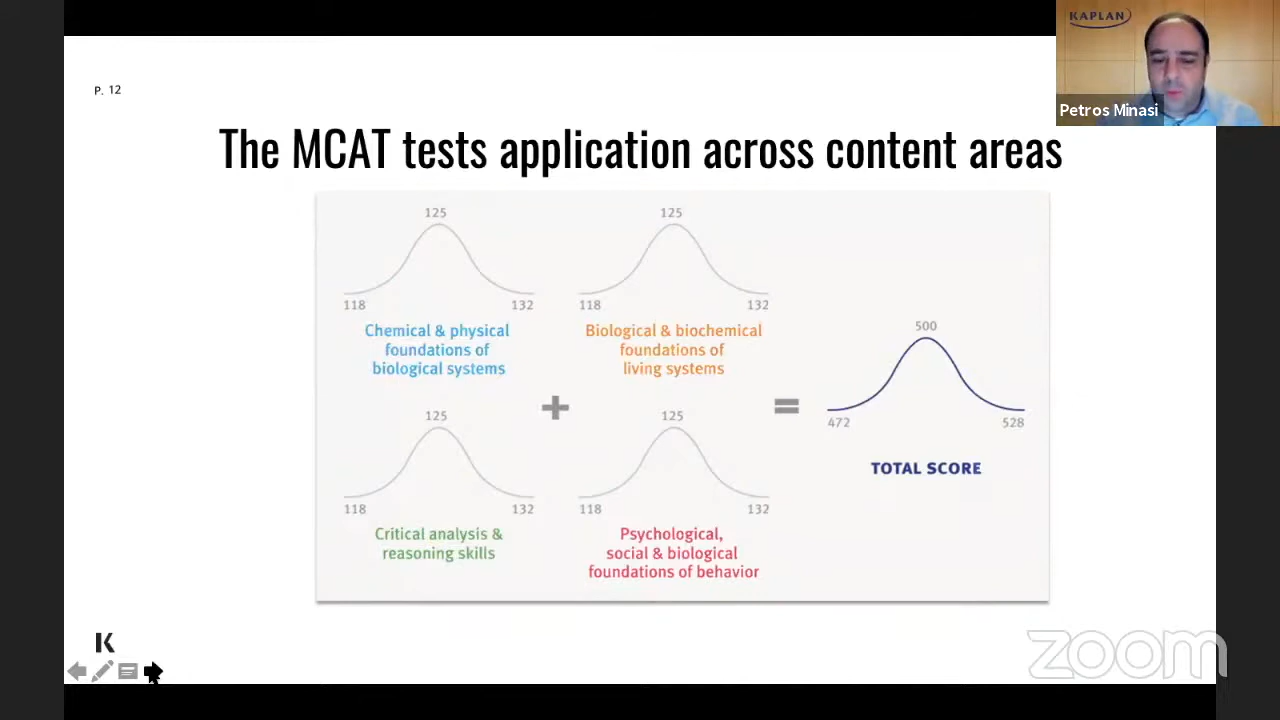 KAPLAN
Petros Minasi
P. 12
The MCAT tests application across content areas
125
118
132
Chemical & physical
foundations of
biological systems
125
118
132
Biological & biochemical
foundations of
living systems
+
125
118
132
Critical analysis &
reasoning skills
125
118
132
Psychological,
social & biological
foundations of behavior
=
500
472
528
TOTAL SCORE
K
zoom